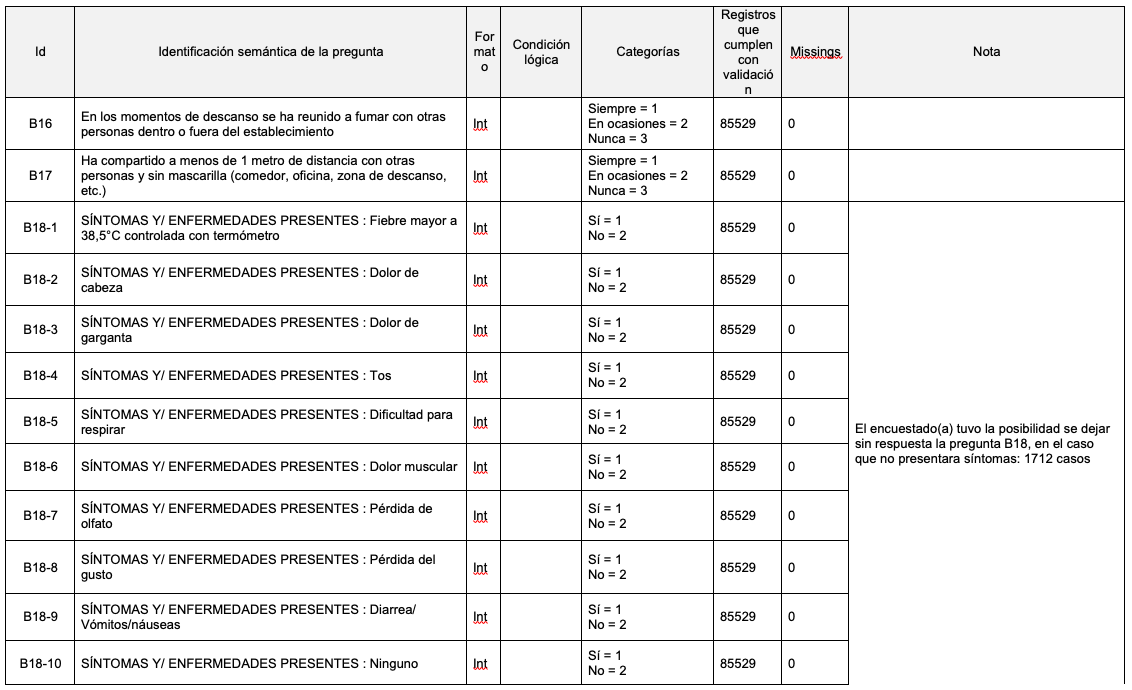 Id
Identificación semántica de la pregunta
For
mat
o
Condición
lógica
Categorías
Registros
que
cumplen
con
validació
n
Missings
Nota
B16
En los momentos de descanso se ha reunido a fumar con otras
personas dentro o fuera del establecimiento
Int
Siempre = 1
En ocasiones = 2
Nunca = 3
85529
0
B17
Ha compartido a menos de 1 metro de distancia con otras
personas y sin mascarilla (comedor, oficina, zona de descanso,
etc.)
Int
Siempre = 1
En ocasiones = 2
Nunca = 3
85529
0
B18-1
SÍNTOMAS Y/ ENFERMEDADES PRESENTES : Fiebre mayor a
38,5°C controlada con termómetro
Int
Sí = 1
No = 2
85529
0
B18-2
SÍNTOMAS Y/ ENFERMEDADES PRESENTES : Dolor de
cabeza
Int
Sí = 1
No = 2
85529
0
B18-3
SÍNTOMAS Y/ ENFERMEDADES PRESENTES : Dolor de
garganta
Int
Sí = 1
No = 2
85529
0
B18-4
SÍNTOMAS Y/ ENFERMEDADES PRESENTES : Tos
Int
Sí = 1
No = 2
85529
0
B18-5
SÍNTOMAS Y/ ENFERMEDADES PRESENTES : Dificultad para
respirar
Int
Sí = 1
No = 2
85529
0
El encuestado(a) tuvo la posibilidad se dejar
sin respuesta la pregunta B18, en el caso
que no presentara síntomas: 1712 casos
B18-6
SÍNTOMAS Y/ ENFERMEDADES PRESENTES : Dolor muscular
Int
Sí = 1
No = 2
85529
0
B18-7
SÍNTOMAS Y/ ENFERMEDADES PRESENTES : Pérdida de
olfato
Int
Sí = 1
No = 2
85529
0
B18-8
SÍNTOMAS Y/ ENFERMEDADES PRESENTES : Pérdida del
gusto
Int
Sí = 1
No = 2
85529
0
B18-9
SÍNTOMAS Y/ ENFERMEDADES PRESENTES : Diarrea/
Vómitos/náuseas
Int
Sí = 1
No = 2
85529
0
B18-10
SÍNTOMAS Y/ ENFERMEDADES PRESENTES : Ninguno
Int
Sí = 1
No = 2
85529
0